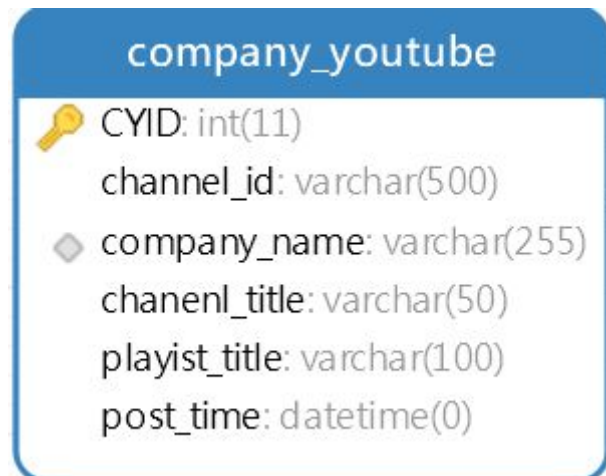 company_youtube
CYID: int(11)
channel_id: varchar(500)
company_name: varchar(255)
chanenl_title: varchar(50)
playist_title: varchar(100)
post_time: datetime(0)